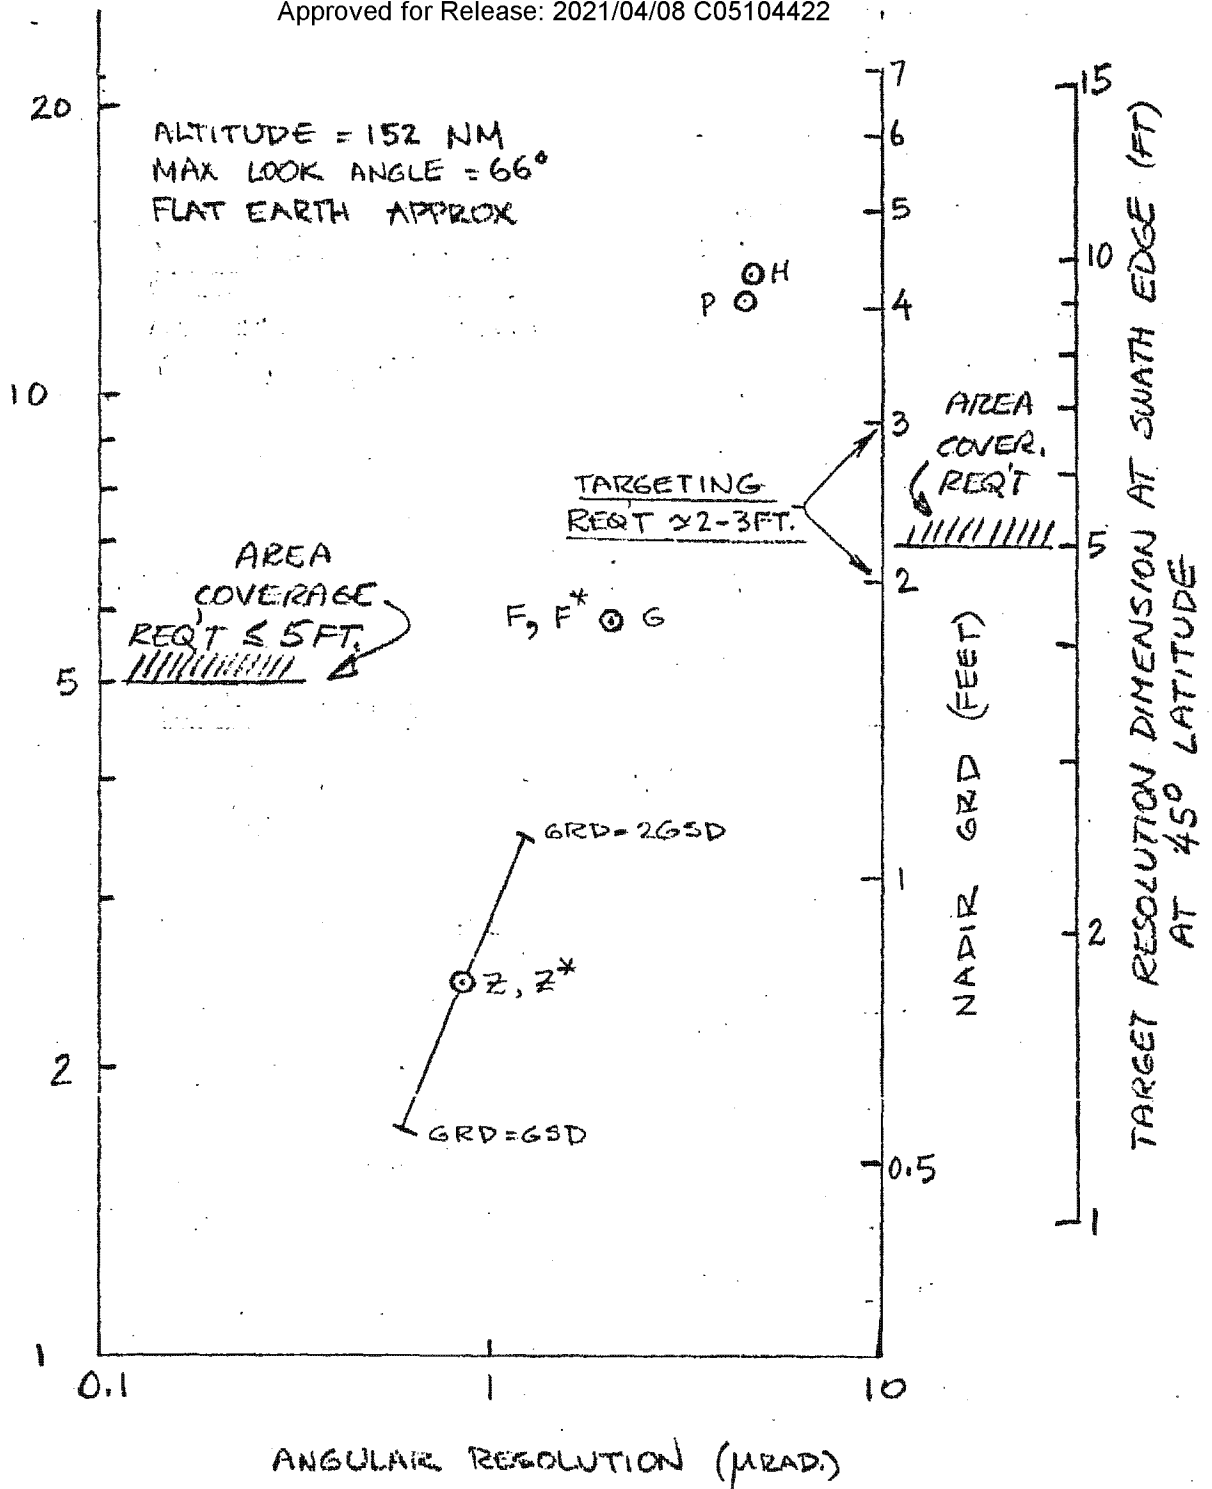 Approved for Release: 2021/04/08 C05104422
20
10
5
2
1
ALTITUDE = 152 NM
MAX LOOK ANGLE = 66°
FLAT EARTH APPROX
H
P
TARGETING
REQ'T ≃ 2-3FT.
AREA
COVERAGE
REQ'T ≤ 5 FT.
F, F* G
GRD=2GSD
Z, Z*
GRD=GSD
7
6
5
4
3
2
1
0.5
NADIR GRD (FEET)
AREA
COVER.
REQ'T
15
10
5
2
1
TARGET RESOLUTION DIMENSION AT SWATH EDGE (FT)
AT 45° LATITUDE
0.1
1
10
ANGULAR RESOLUTION (μRAD.)